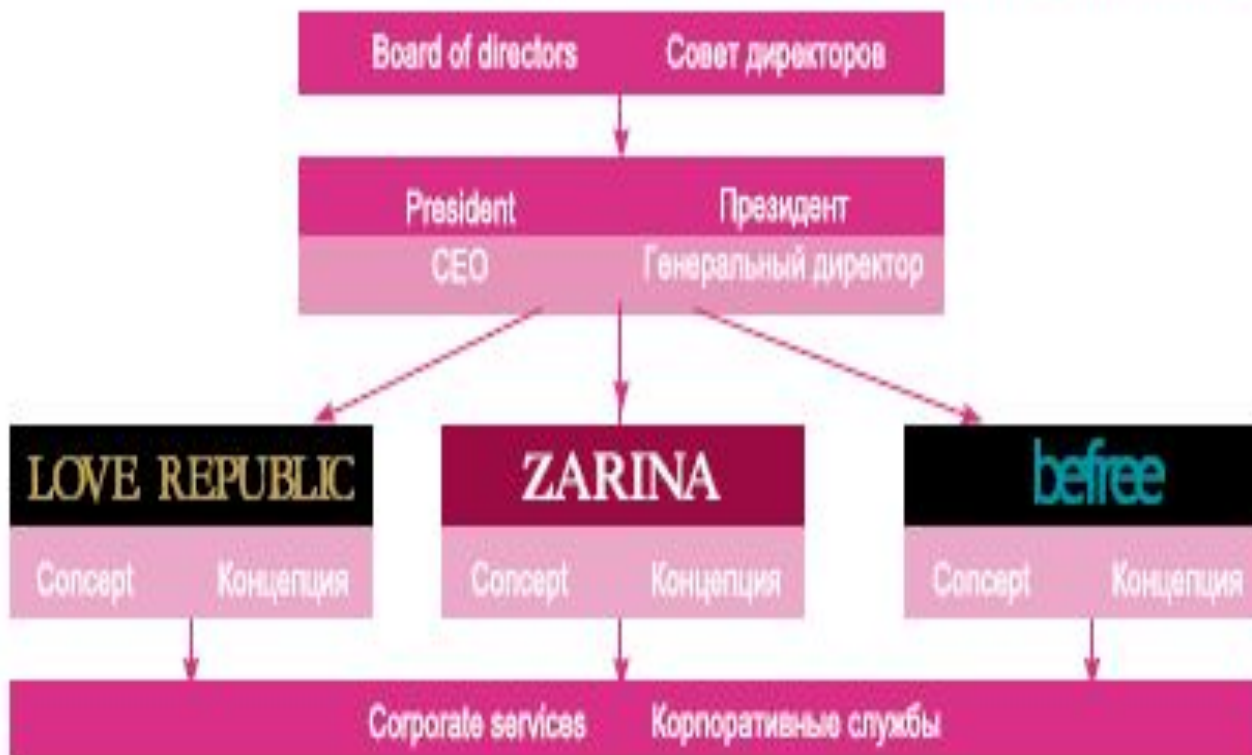 Board of directors Совет директоров
President Президент
CEO Генеральный директор
LOVE REPUBLIC ZARINA befree
Concept Концепция Concept Концепция Concept Концепция
Corporate services Корпоративные службы